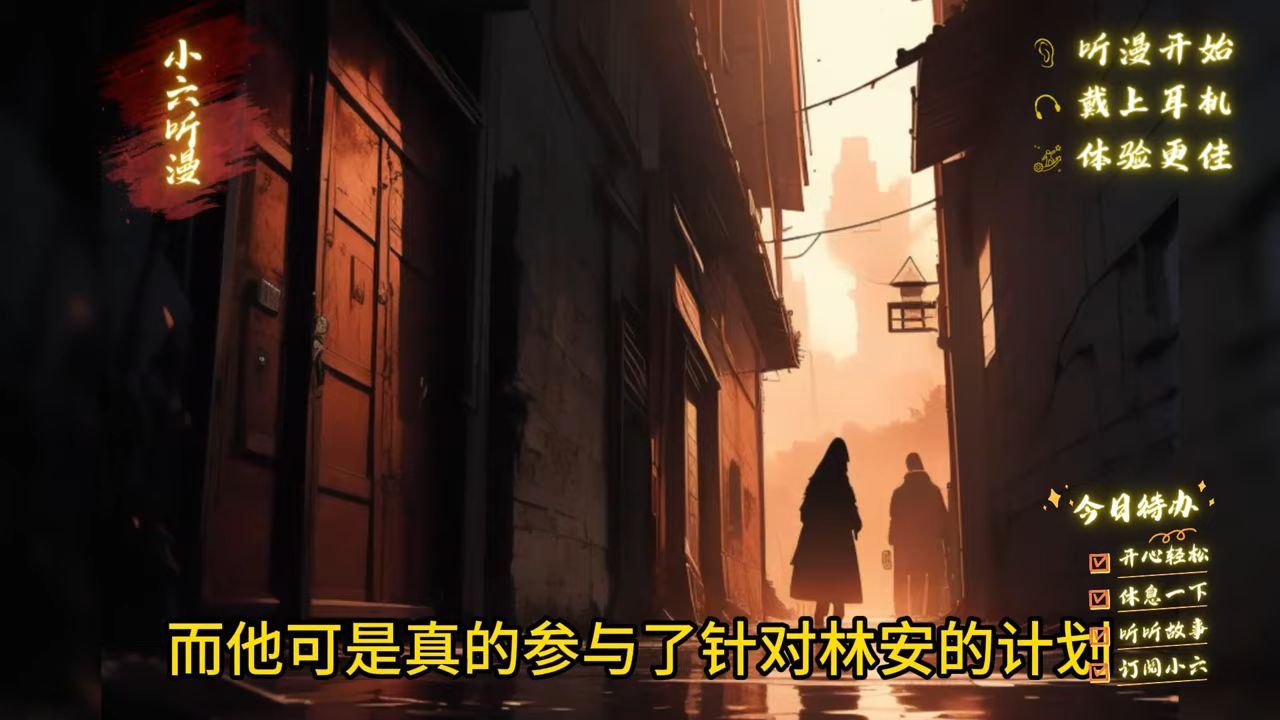 小六听漫
听漫开始
戴上耳机
体验更佳
今日待办
开心轻松
休息一下
听听故事
订阅小六
而他可是真的参与了针对林安的计划